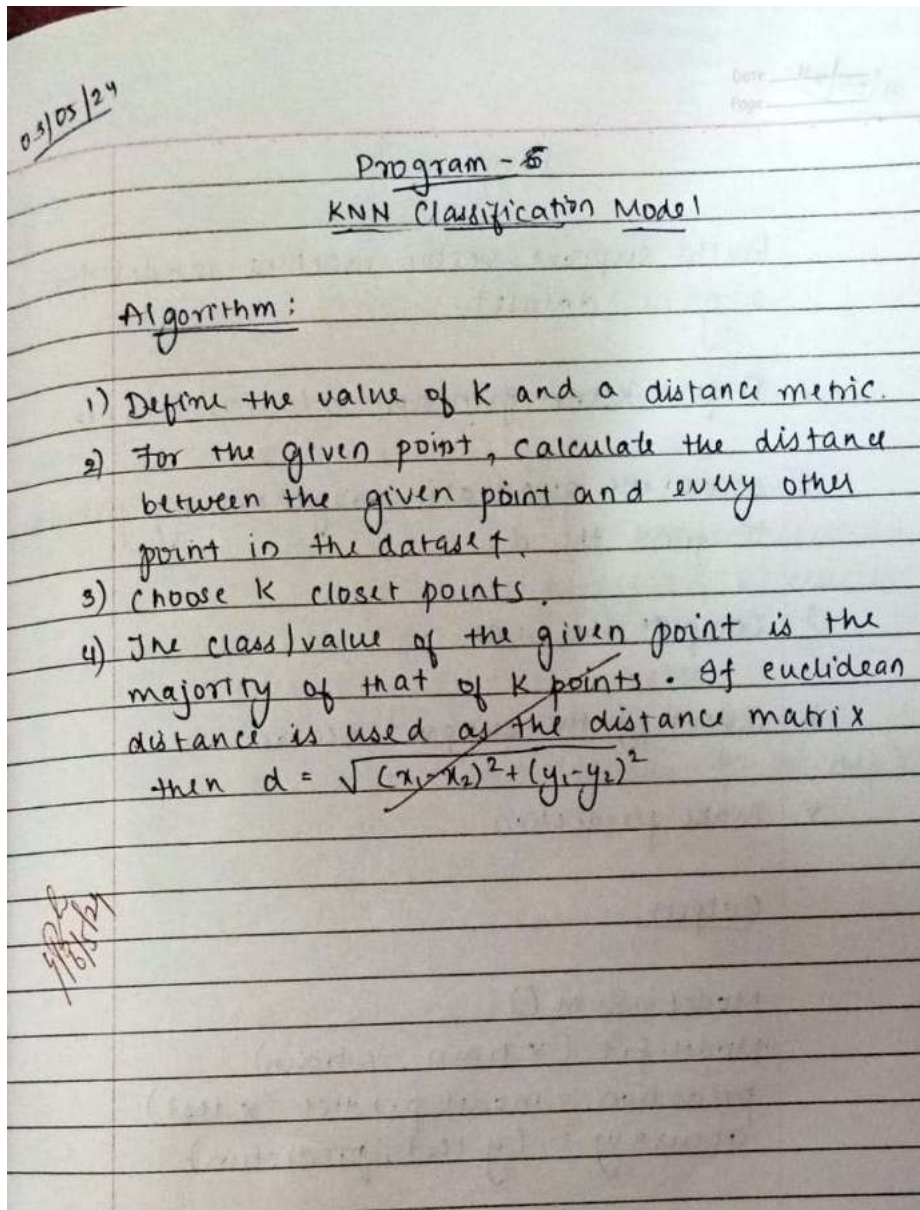 03/05/24
Date
Page
Program - 5
KNN Classification Model
Algorithm :
1) Define the value of K and a distance metric.
2) For the given point, calculate the distance
between the given point and every other
point in the dataset.
3) Choose K closet points.
4) The class/value of the given point is the
majority of that of K points. If euclidean
distance is used as the distance matrix
then d = √(x₁-x₂)²+(y₁-y₂)²